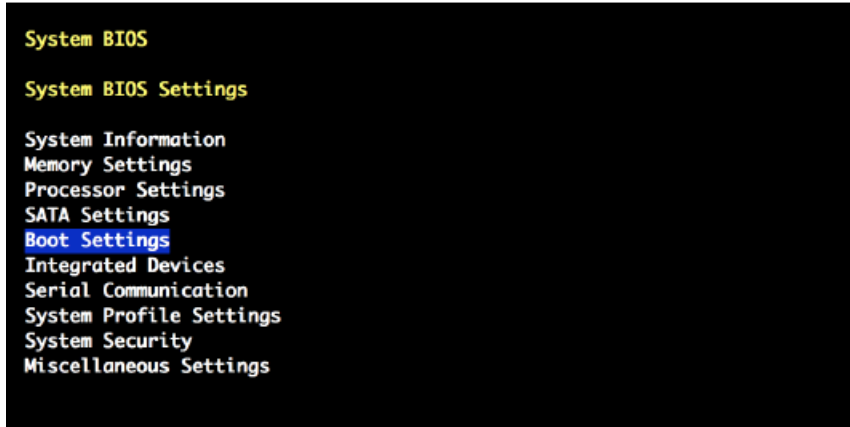 System BIOS
System BIOS Settings
System Information
Memory Settings
Processor Settings
SATA Settings
Boot Settings
Integrated Devices
Serial Communication
System Profile Settings
System Security
Miscellaneous Settings